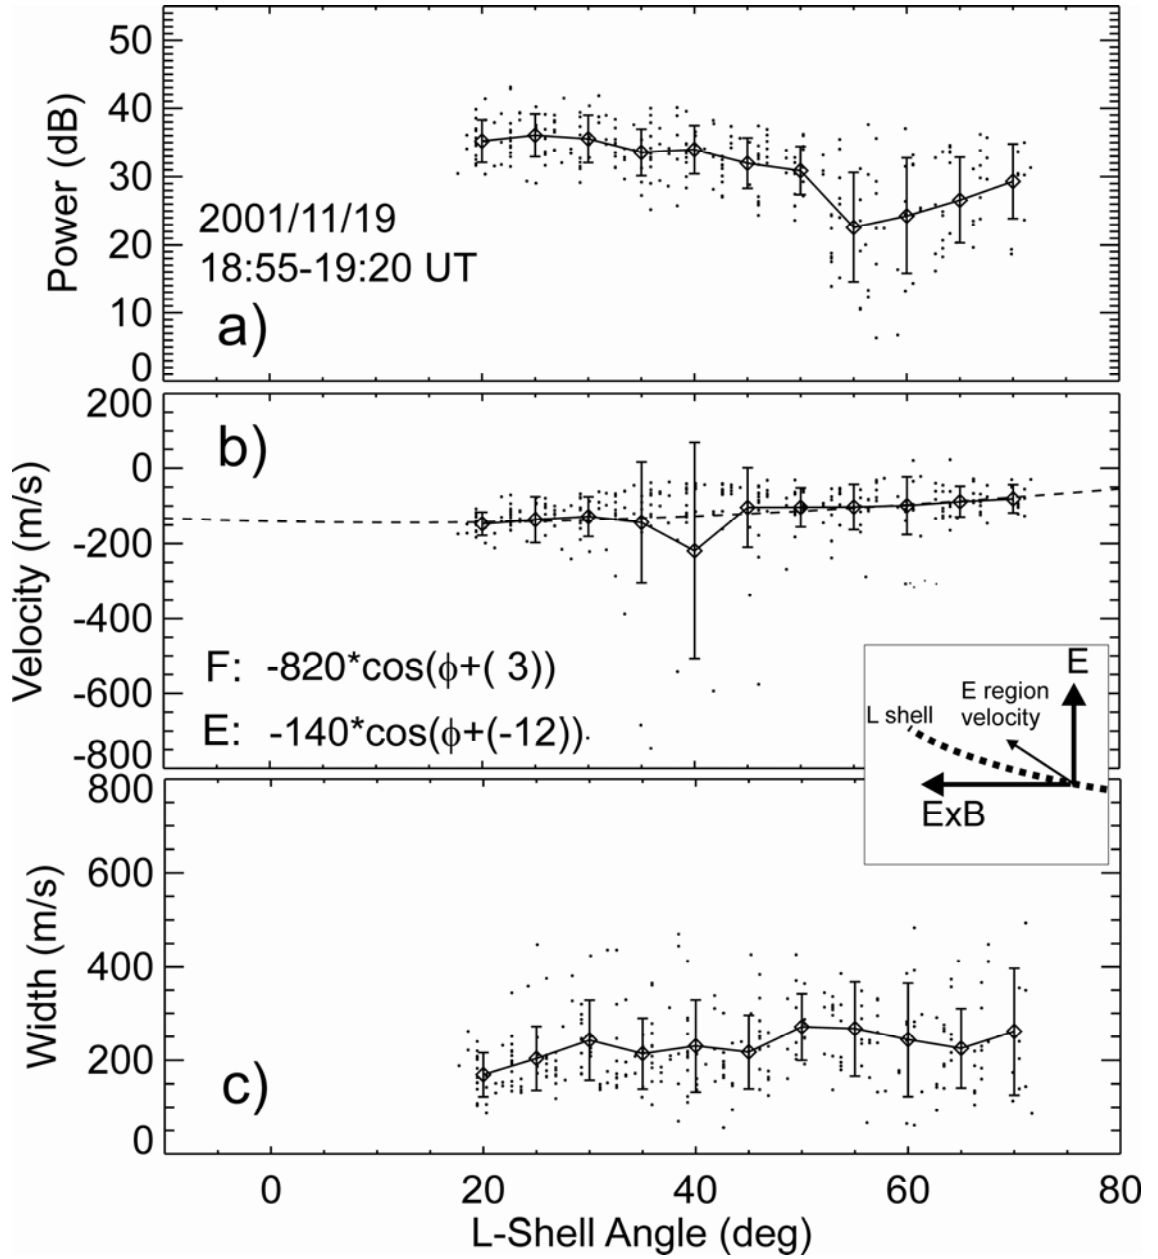 50
40
30
20
10
0
Power (dB)
2001/11/19
18:55-19:20 UT
a)
200
0
-200
-400
-600
-800
Velocity (m/s)
b)
F: -820*cos(ϕ+( 3))
E: -140*cos(ϕ+(-12))
E
E region
velocity
L shell
ExB
800
600
400
200
0
Width (m/s)
c)
0 20 40 60 80
L-Shell Angle (deg)